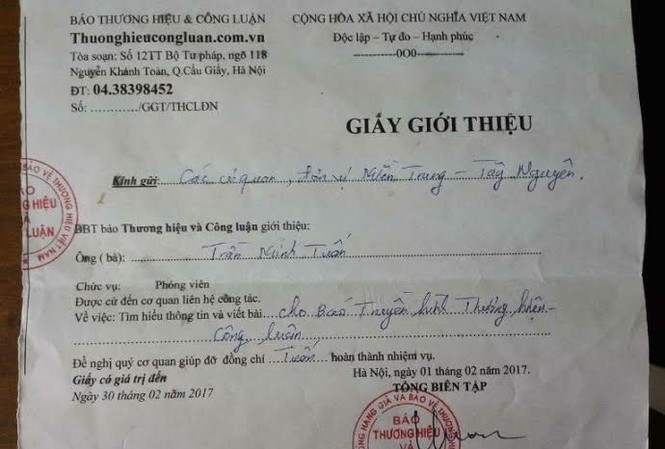 BÁO THƯƠNG HIỆU & CÔNG LUẬN
CỘNG HÒA XÃ HỘI CHỦ NGHĨA VIỆT NAM
Thuonghieucongluan.com.vn
Độc lập – Tự do – Hạnh phúc
Tòa soạn: Số 12TT Bộ Tư pháp, ngõ 118
------------0O0------------
Nguyễn Khánh Toàn, Q.Cầu Giấy, Hà Nội
ĐT: 04.38398452
Số: …………/GGT/THCLĐN
GIẤY GIỚI THIỆU
Kính gửi: Các cơ quan, đơn vị Miền Trung – Tây Nguyên.
BBT báo Thương hiệu và Công luận giới thiệu:
Ông ( bà): Trần Minh Tuấn
Chức vụ: Phóng viên
Được cử đến cơ quan liên hệ công tác.
Về việc: Tìm hiểu thông tin và viết bài cho Báo Truyền hình Thương hiệu –
Công luân
Đề nghị quý cơ quan giúp đỡ đồng chí Tuấn hoàn thành nhiệm vụ.
Giấy có giá trị đến
Hà Nội, ngày 01 tháng 02 năm 2017.
Ngày 30 tháng 02 năm 2017
TỔNG BIÊN TẬP
BÁO
THƯƠNG HIỆU
VÀ